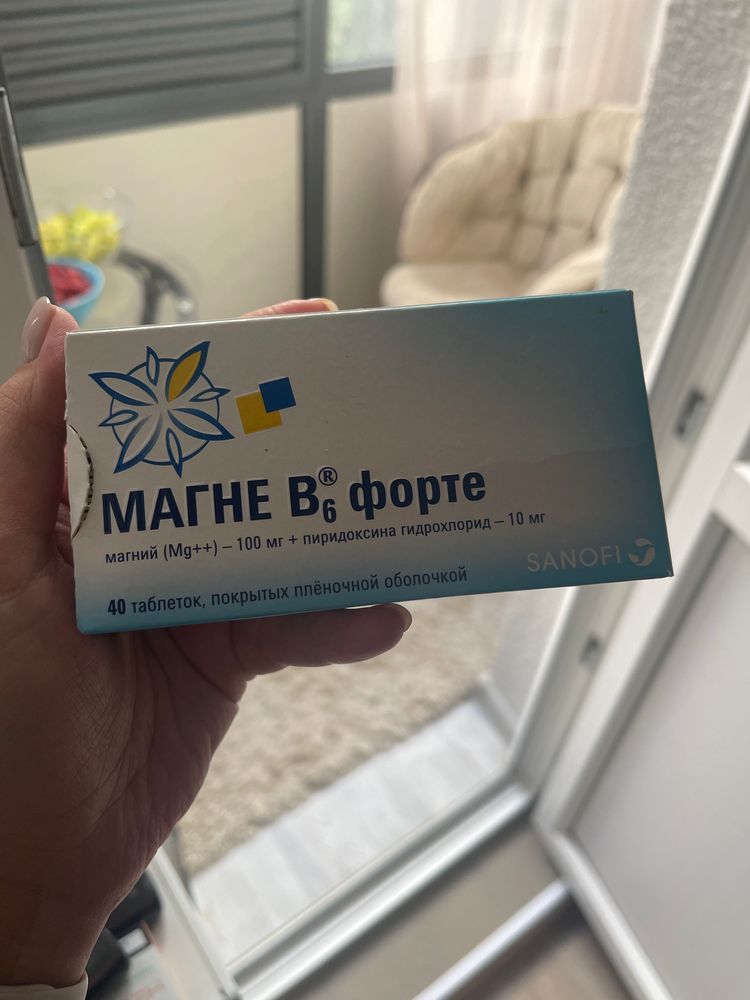 МАГНЕ B6® форте
магний (Mg++) – 100 мг + пиридоксина гидрохлорид – 10 мг
SANOFI
40 таблеток, покрытых плёночной оболочкой